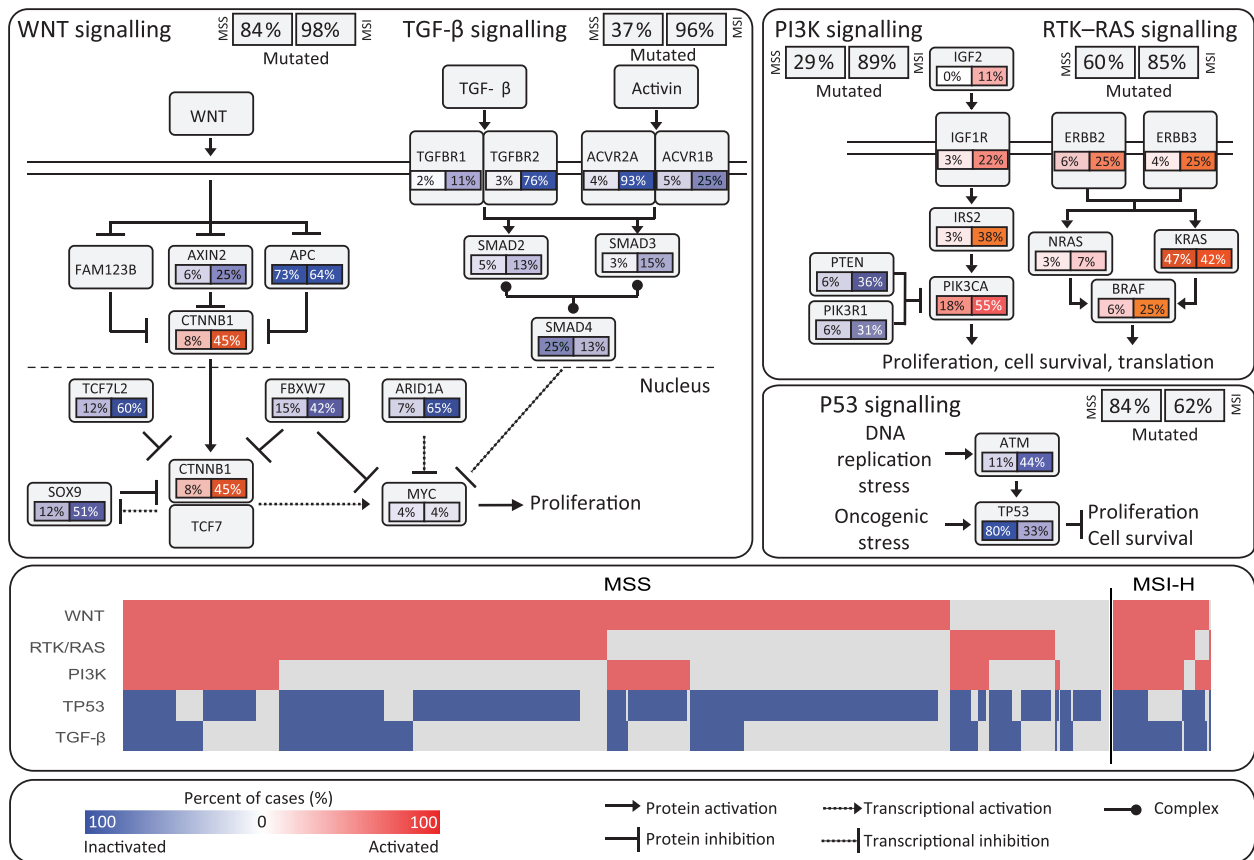 WNT signalling
MSS
84%
98%
MSI
Mutated
TGF-β signalling
MSS
37%
96%
MSI
Mutated
TGF- β
Activin
WNT
TGFBR1
2% 11%
TGFBR2
3% 76%
ACVR2A
4% 93%
ACVR1B
5% 25%
FAM123B
AXIN2
6% 25%
APC
73% 64%
SMAD2
5% 13%
SMAD3
3% 15%
CTNNB1
8% 45%
SMAD4
25% 13%
Nucleus
TCF7L2
12% 60%
FBXW7
15% 42%
ARID1A
7% 65%
CTNNB1
8% 45%
SOX9
12% 51%
TCF7
MYC
4% 4%
Proliferation
PI3K signalling
MSS
29%
89%
MSI
Mutated
RTK–RAS signalling
MSS
60%
85%
MSI
Mutated
IGF2
0% 11%
IGF1R
3% 22%
ERBB2
6% 25%
ERBB3
4% 25%
IRS2
3% 38%
NRAS
3% 7%
KRAS
47% 42%
PTEN
6% 36%
PIK3CA
18% 55%
BRAF
6% 25%
PIK3R1
6% 31%
Proliferation, cell survival, translation
P53 signalling
MSS
84%
62%
MSI
Mutated
DNA
replication
stress
ATM
11% 44%
Oncogenic
stress
TP53
80% 33%
Proliferation
Cell survival
MSS
MSI-H
WNT
RTK/RAS
PI3K
TP53
TGF-β
Percent of cases (%)
100
0
100
Inactivated
Activated
Protein activation
Transcriptional activation
Complex
Protein inhibition
Transcriptional inhibition